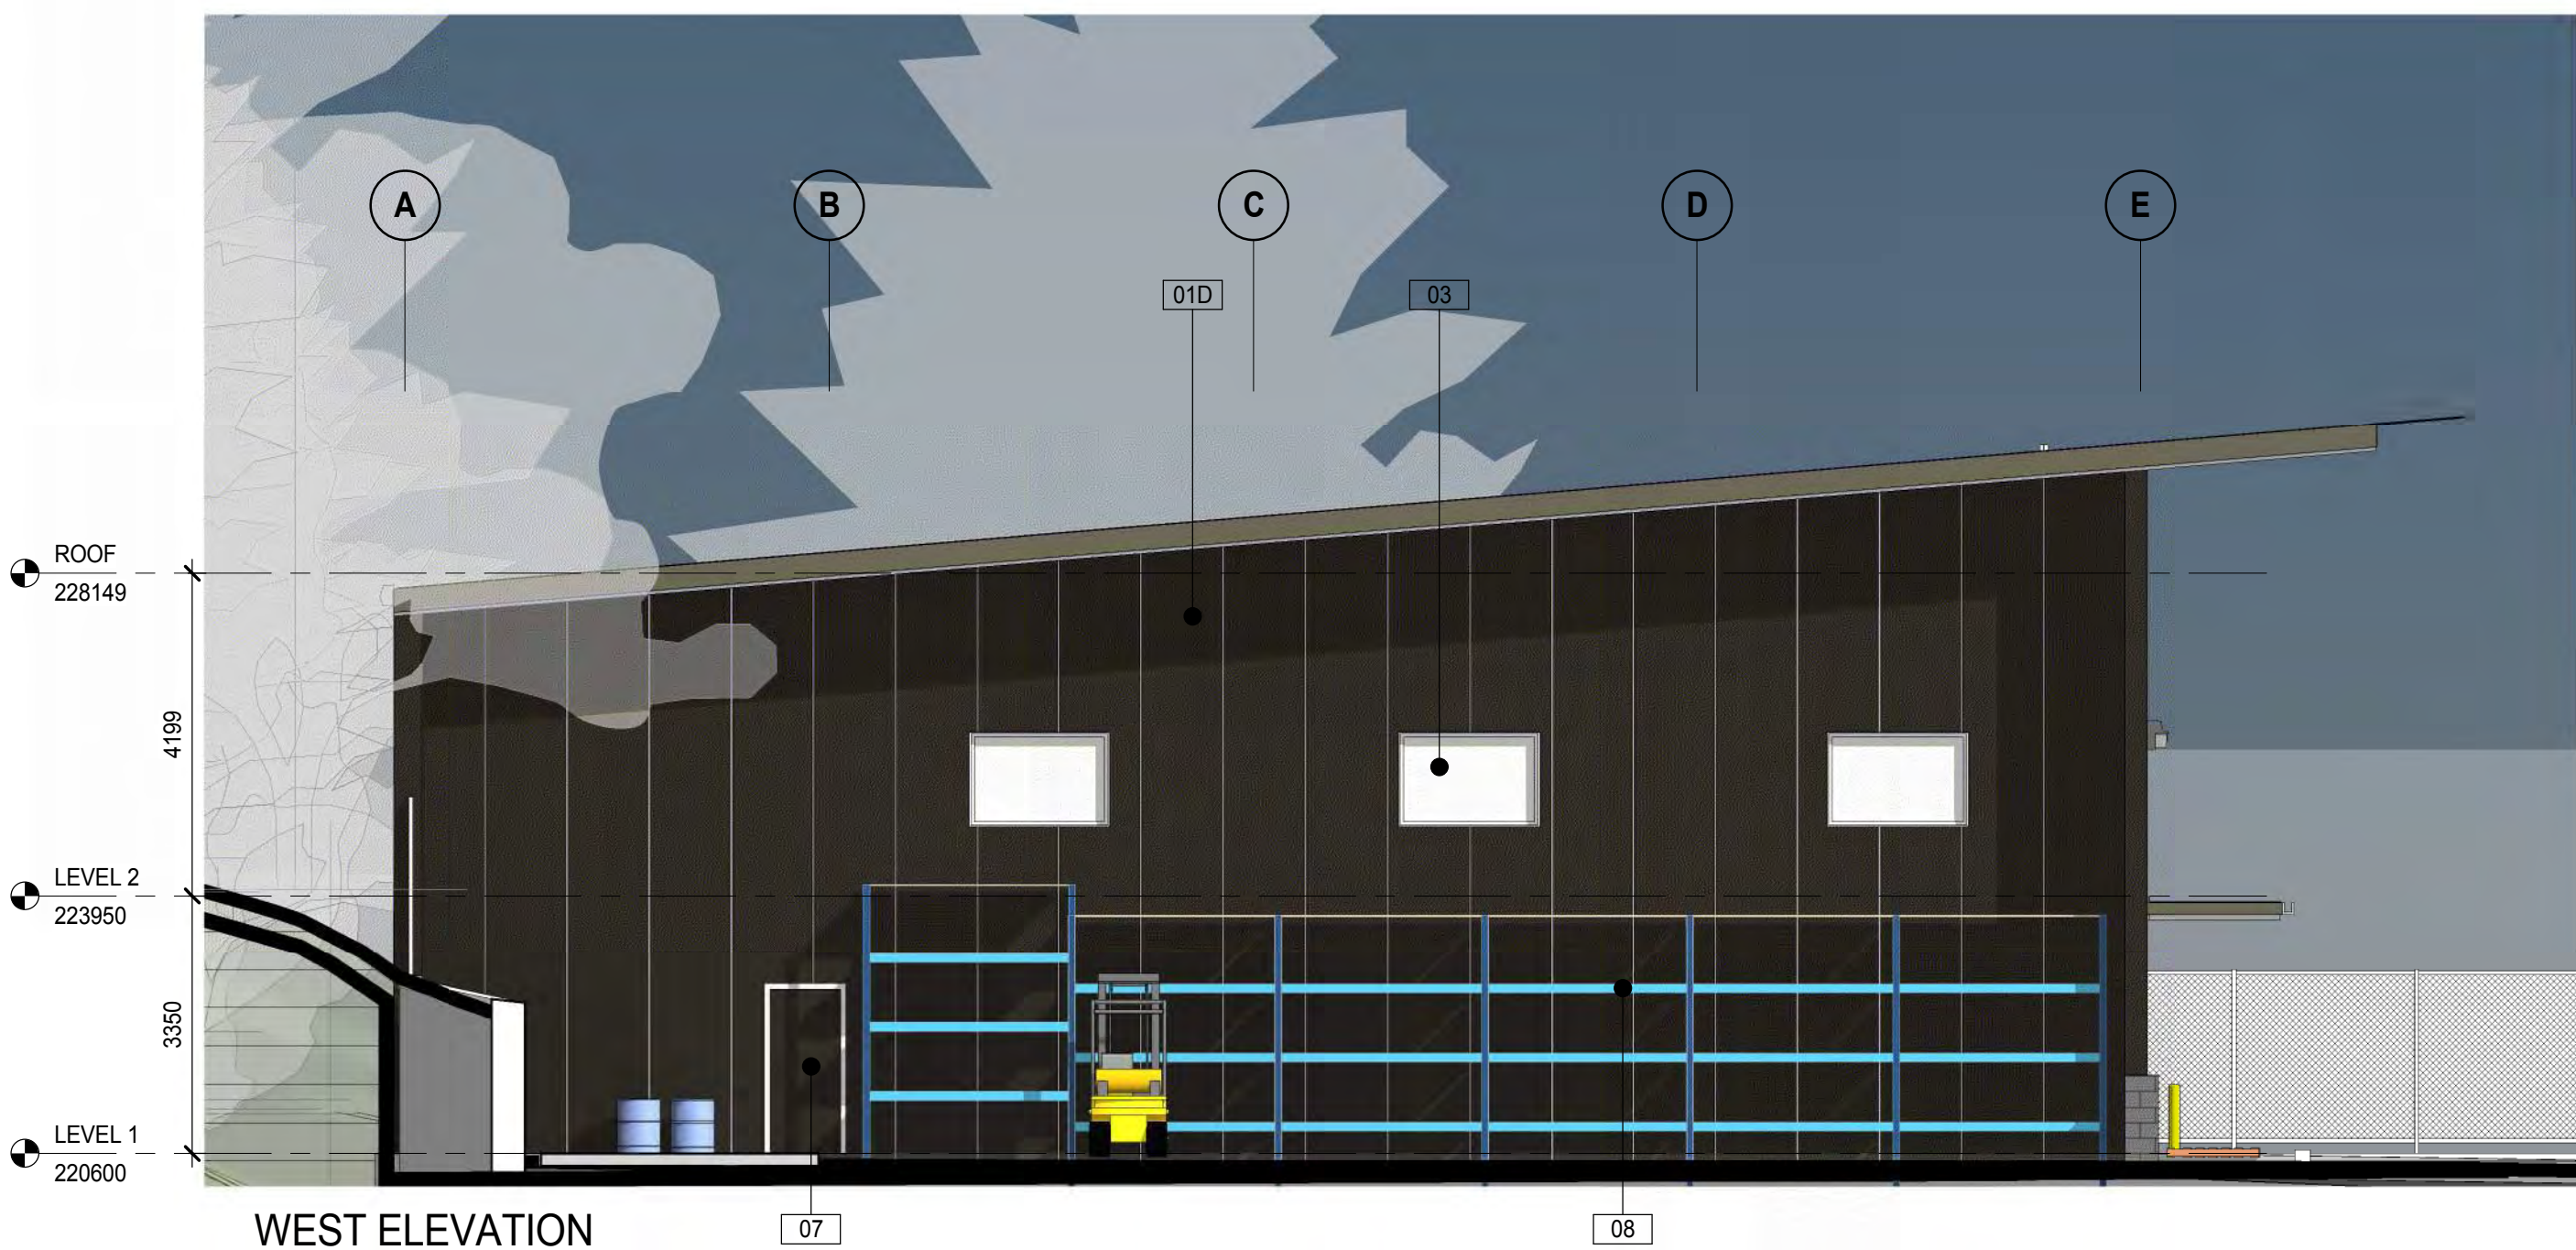 A
B
C
D
E
01D
03
ROOF
228149
4199
LEVEL 2
223950
3350
LEVEL 1
220600
WEST ELEVATION
07
08